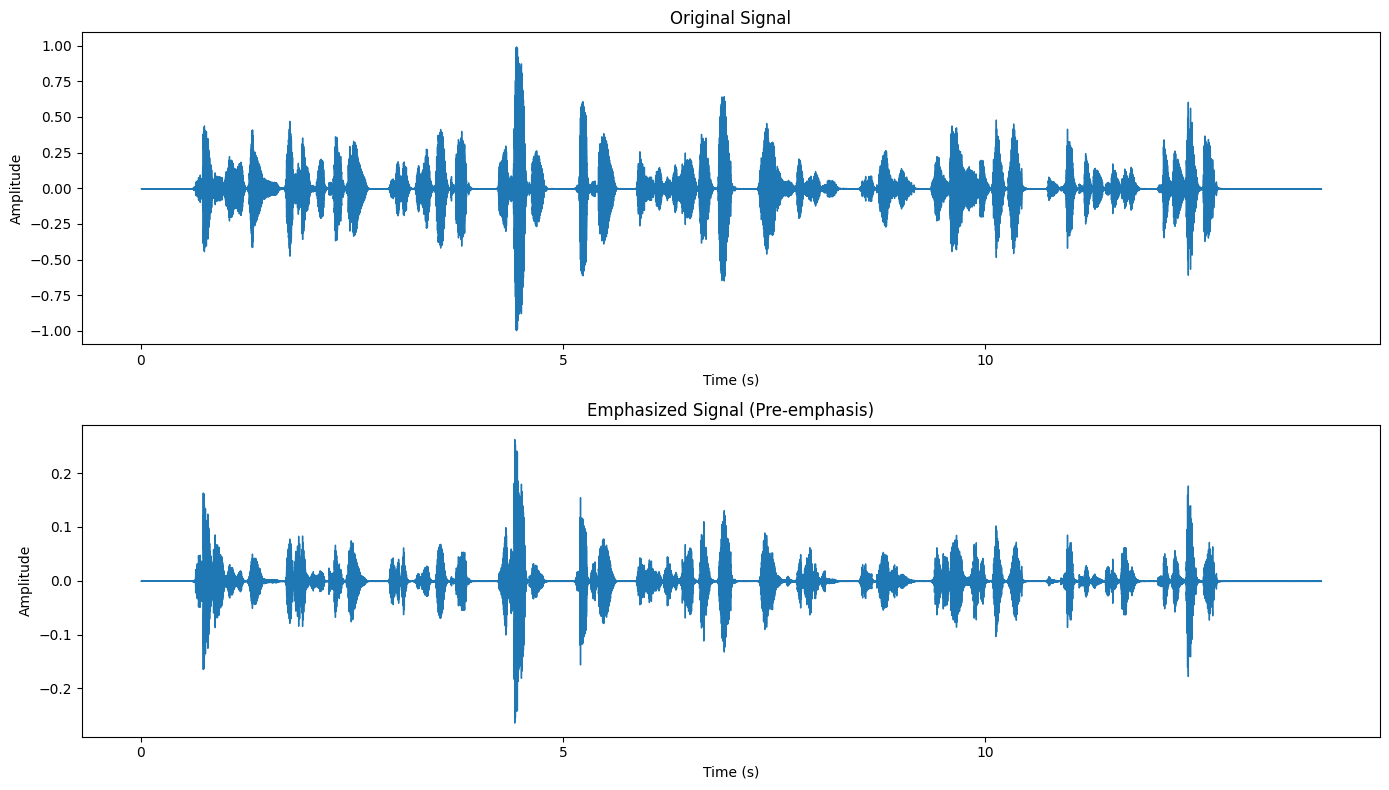 Original Signal
1.00
0.75
0.50
0.25
0.00
−0.25
−0.50
−0.75
−1.00
Amplitude
0 5 10
Time (s)
Emphasized Signal (Pre-emphasis)
0.2
0.1
0.0
−0.1
−0.2
Amplitude
0 5 10
Time (s)